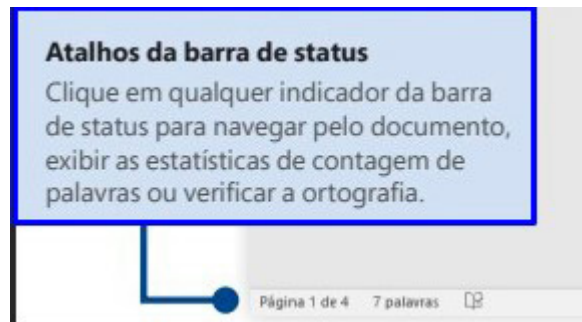 Atalhos da barra de status
Clique em qualquer indicador da barra
de status para navegar pelo documento,
exibir as estatísticas de contagem de
palavras ou verificar a ortografia.
Página 1 de 4 7 palavras